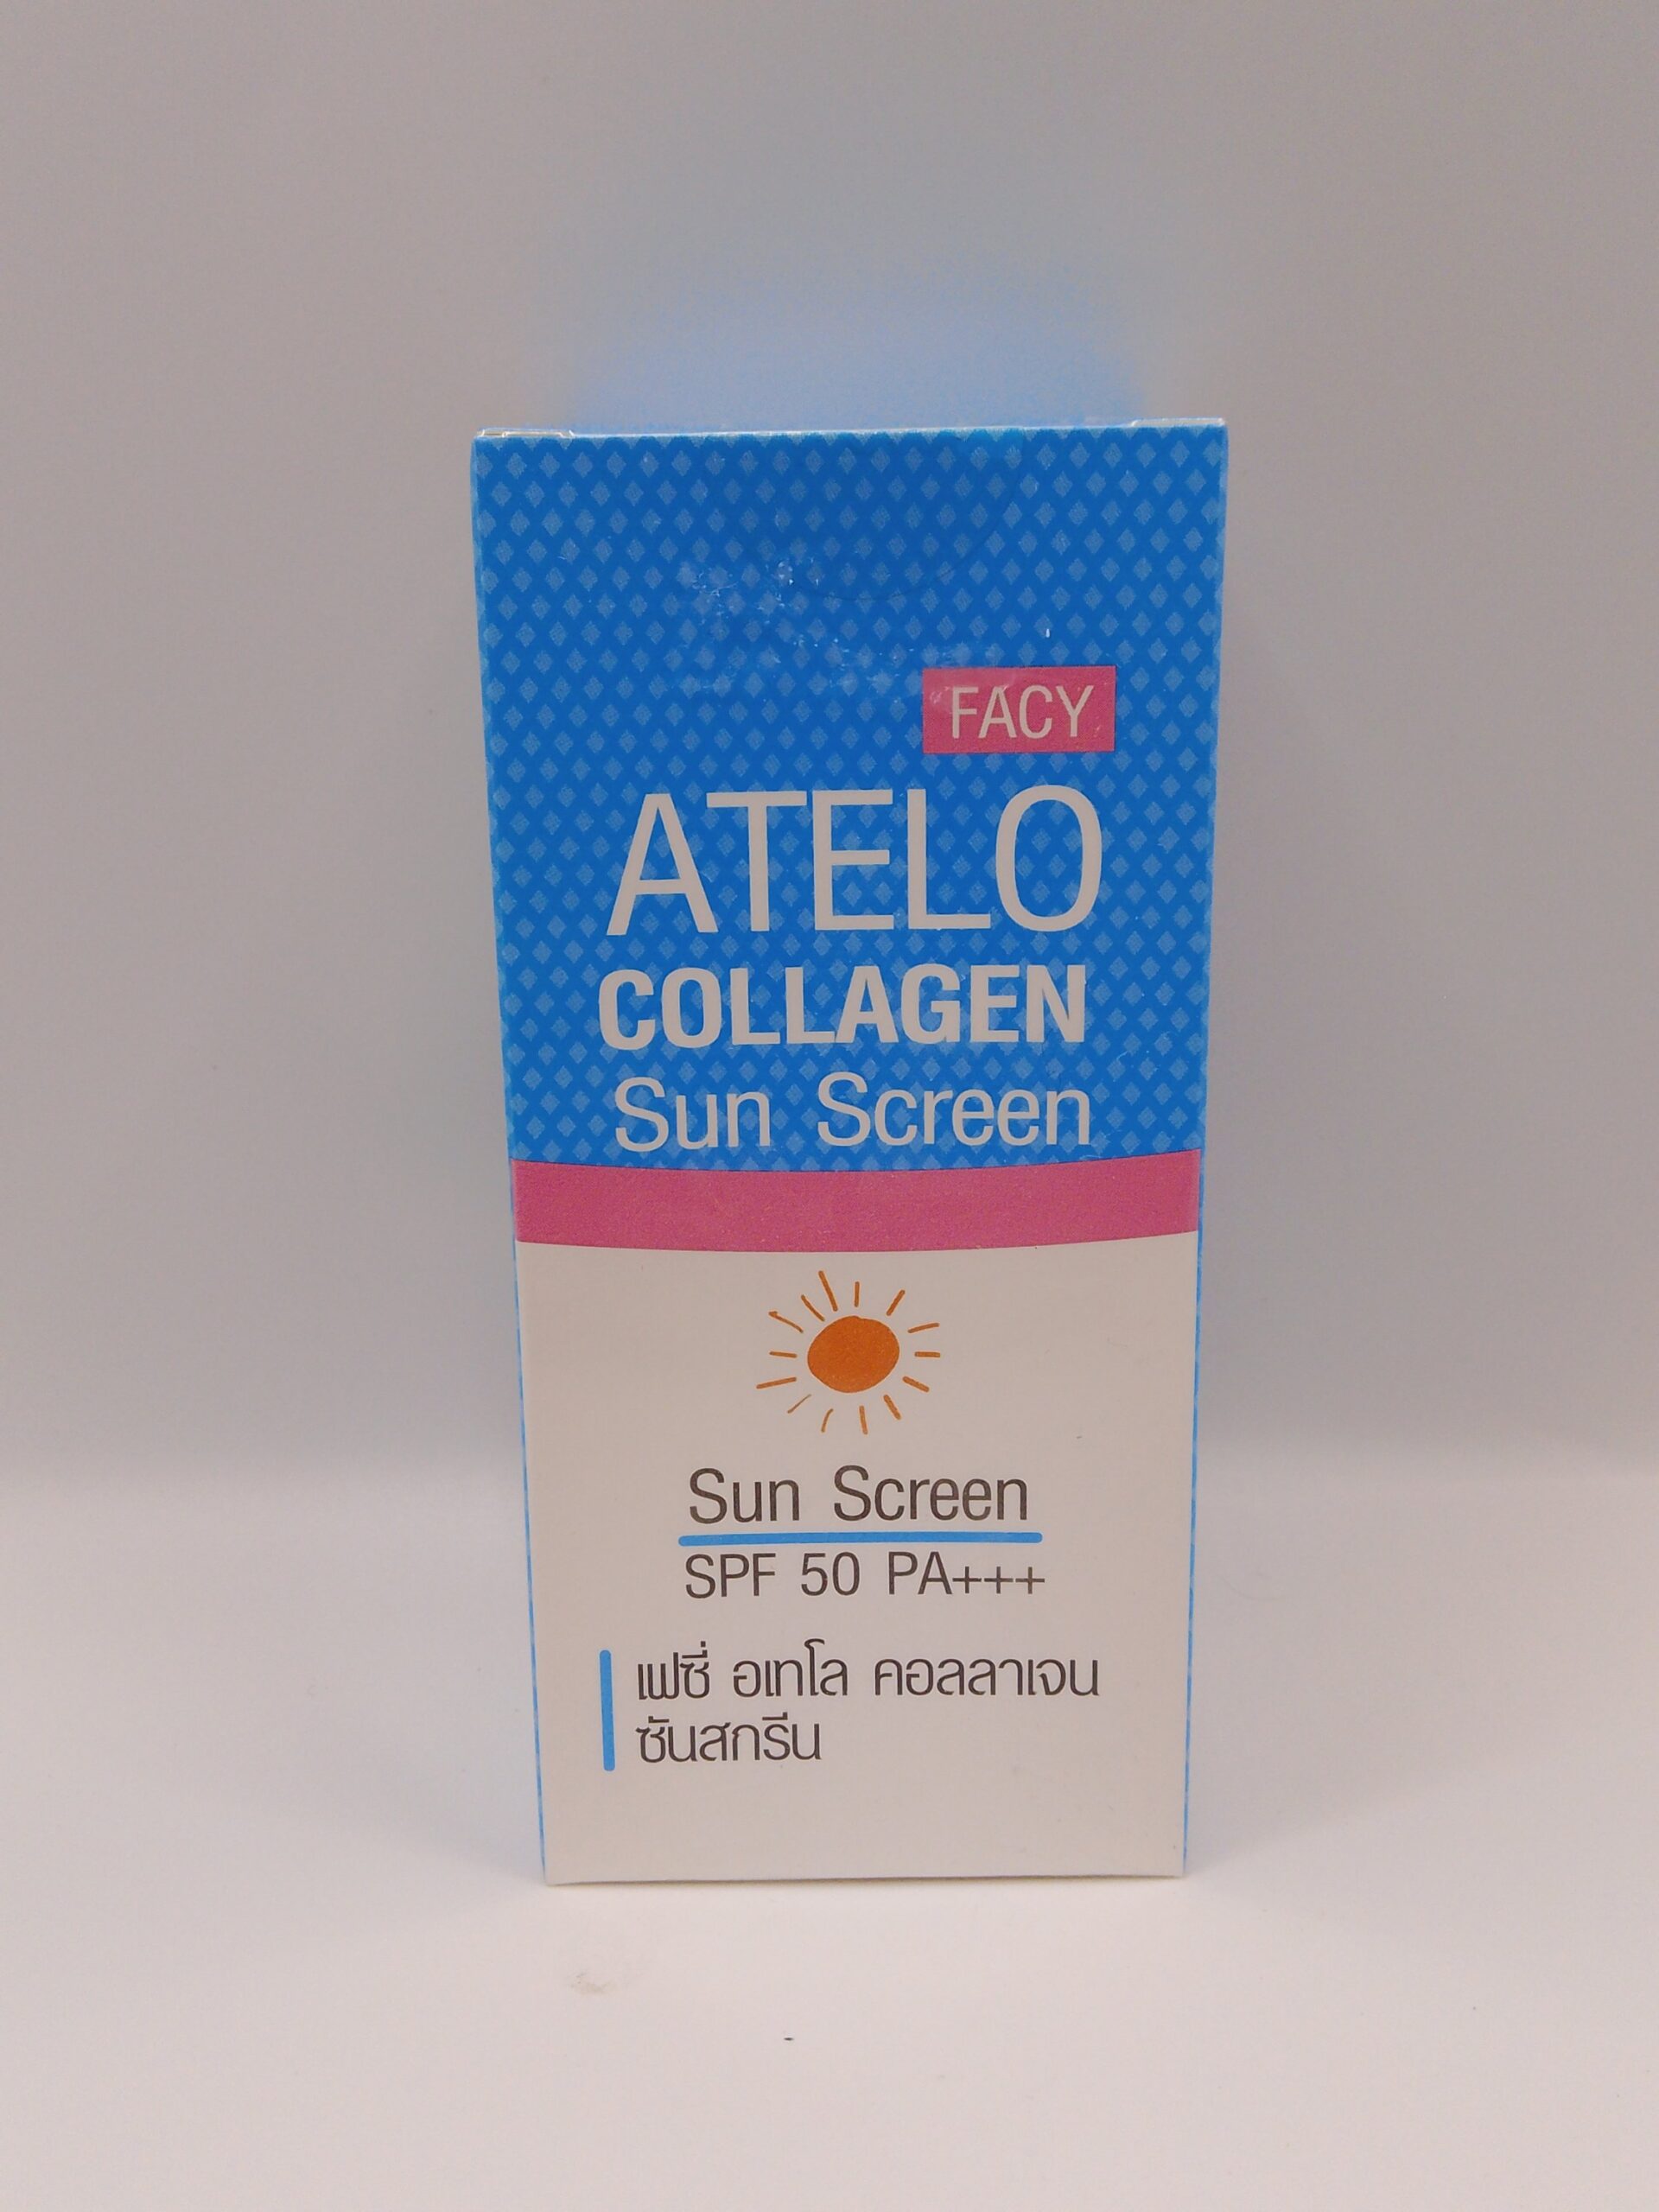 FACY
ATELO
COLLAGEN
Sun Screen
Sun Screen
SPF 50 PA+++
เฟซี่ อเทโล คอลลาเจน
ซันสกรีน